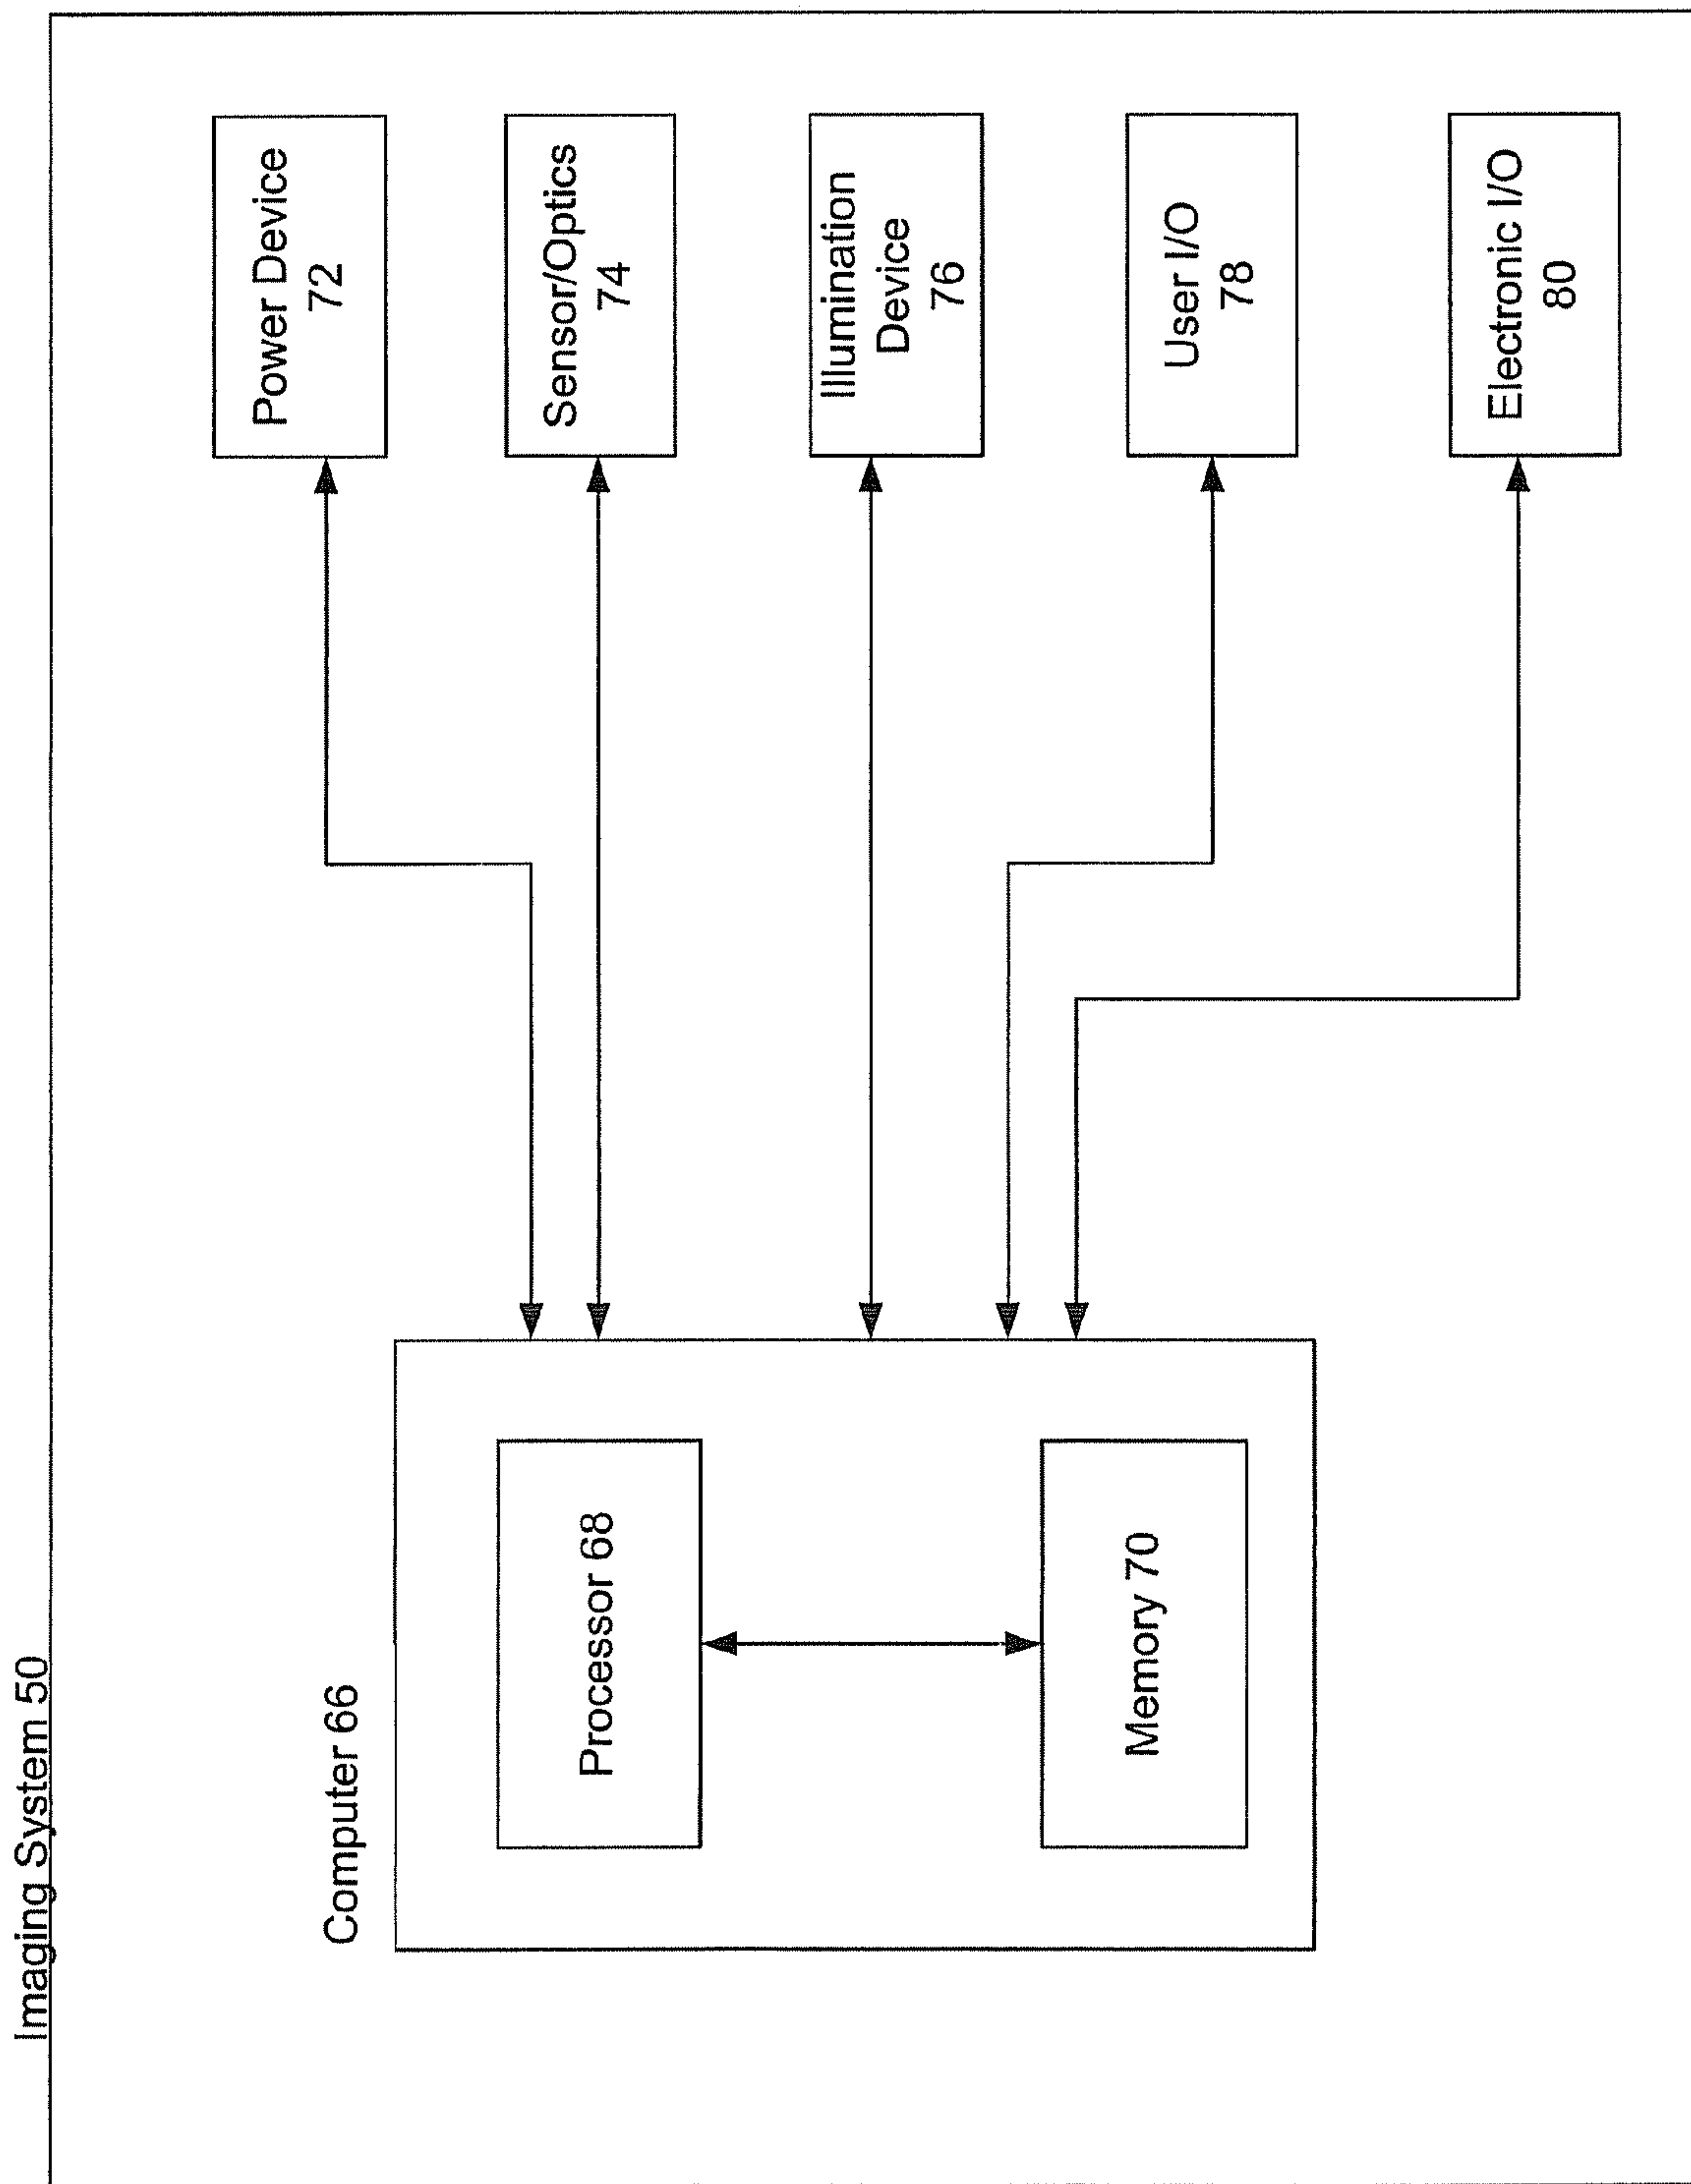 Imaging System 50
Computer 66
Processor 68
Memory 70
Power Device
72
Sensor/Optics
74
Illumination
Device
76
User I/O
78
Electronic I/O
80